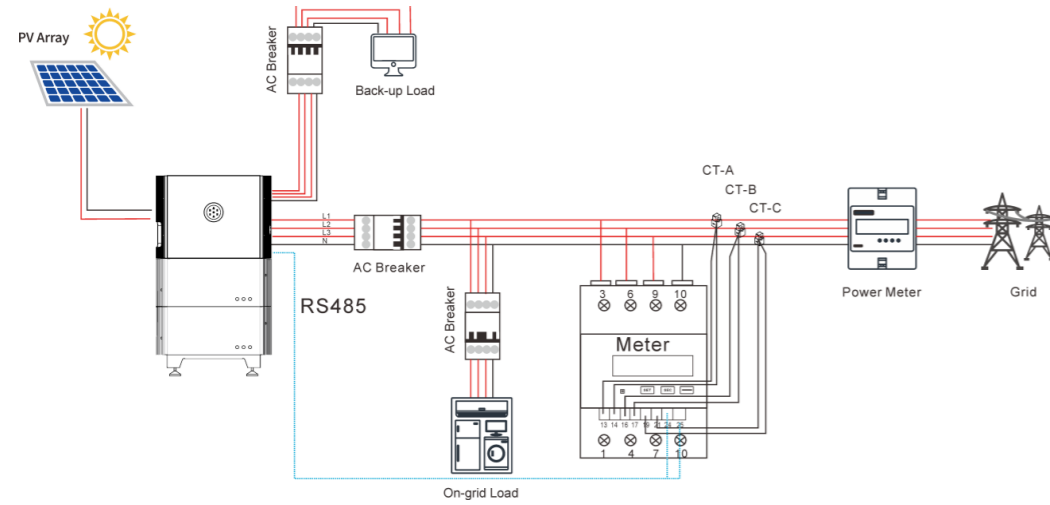 PV Array
AC Breaker
Back-up Load
L1
L2
L3
N
AC Breaker
RS485
AC Breaker
On-grid Load
CT-A
CT-B
CT-C
3 6 9 10
Meter
13 14 16 17 19 21 24 25
1 4 7 10
Power Meter
Grid